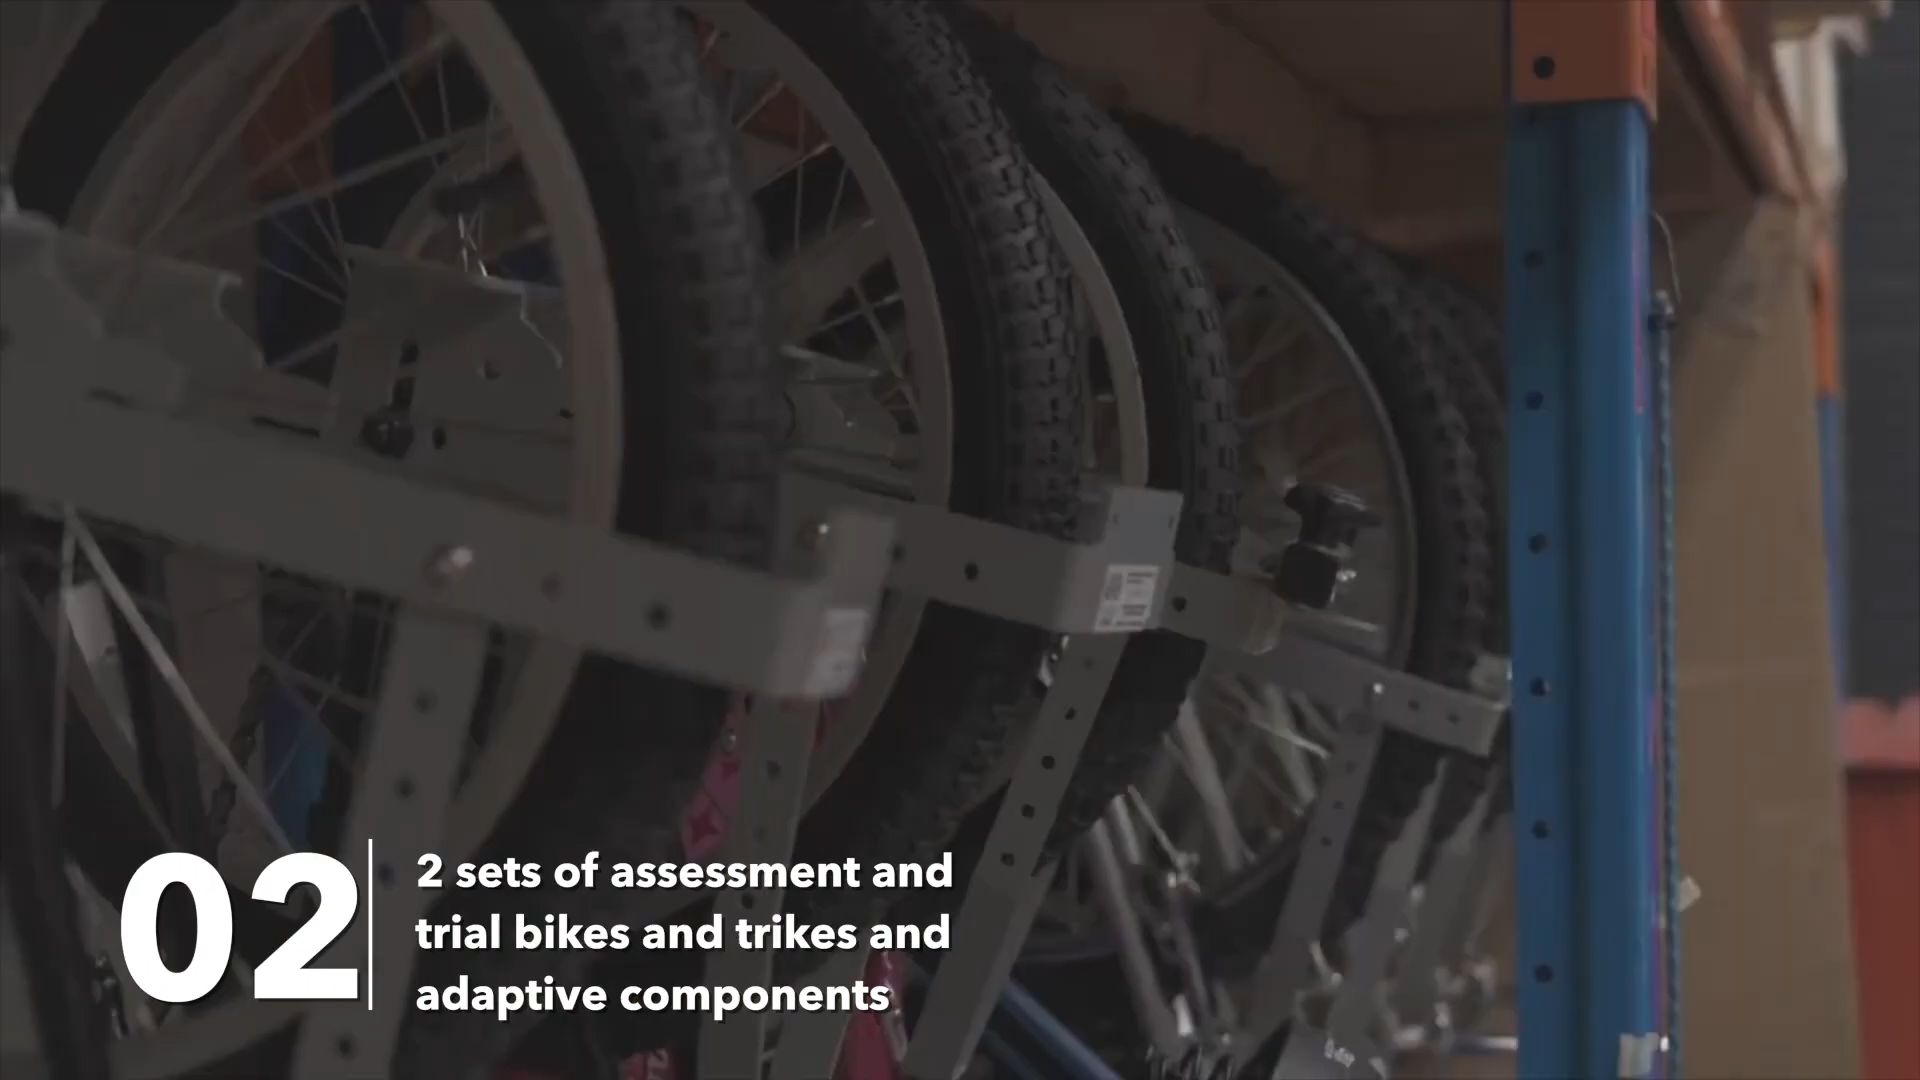 02
2 sets of assessment and
trial bikes and trikes and
adaptive components